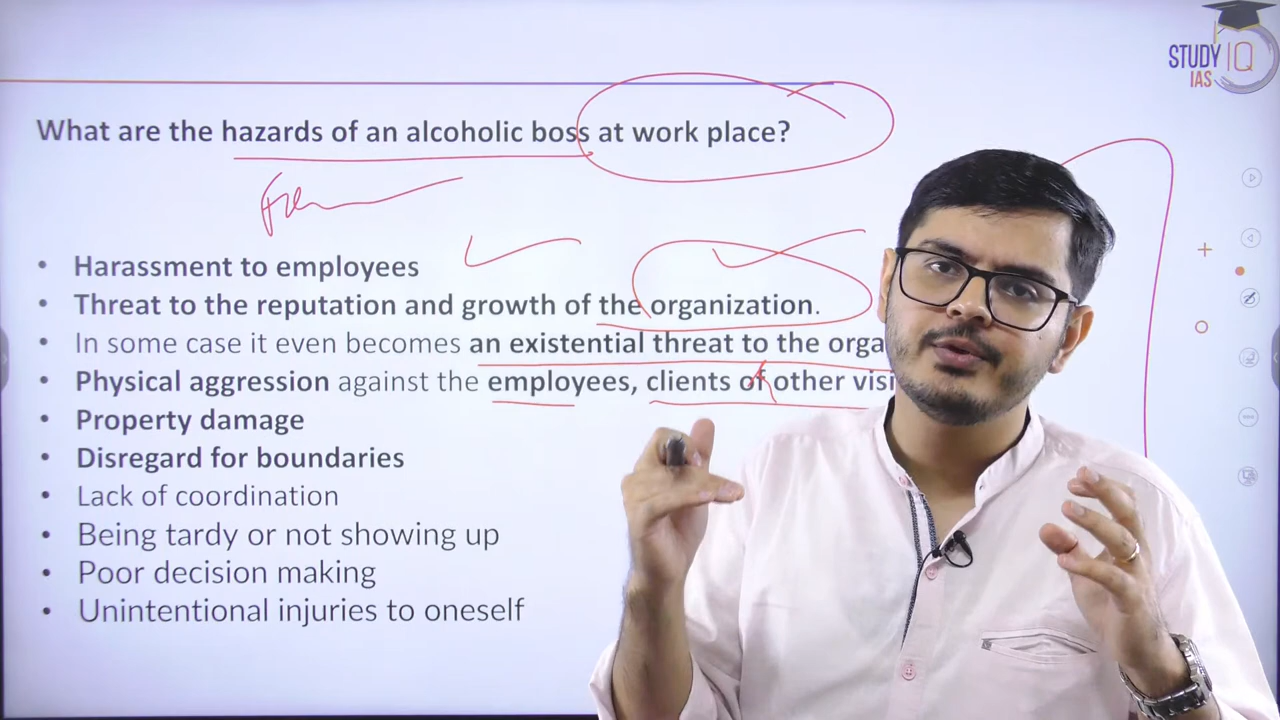 STUDY IQ
IAS
What are the hazards of an alcoholic boss at work place?
• Harassment to employees
• Threat to the reputation and growth of the organization.
• In some case it even becomes an existential threat to the orga
• Physical aggression against the employees, clients of other visi
• Property damage
• Disregard for boundaries
• Lack of coordination
• Being tardy or not showing up
• Poor decision making
• Unintentional injuries to oneself